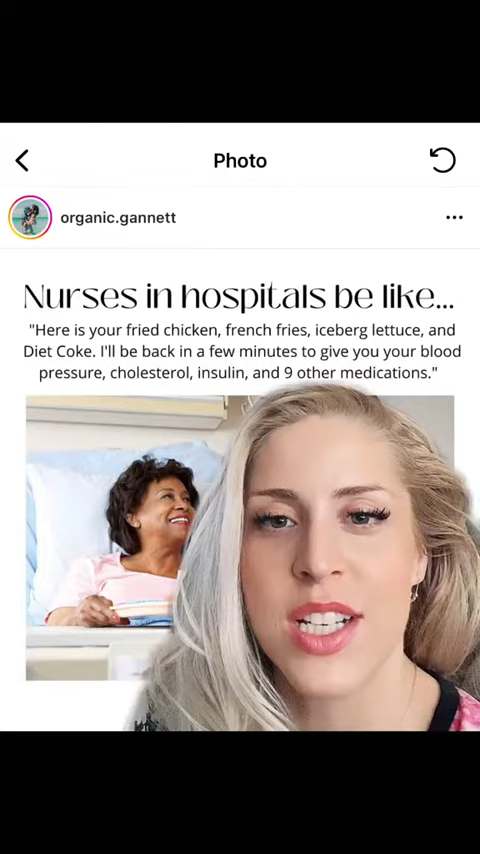 Photo
organic.gannett
Nurses in hospitals be like...
"Here is your fried chicken, french fries, iceberg lettuce, and
Diet Coke. I'll be back in a few minutes to give you your blood
pressure, cholesterol, insulin, and 9 other medications."